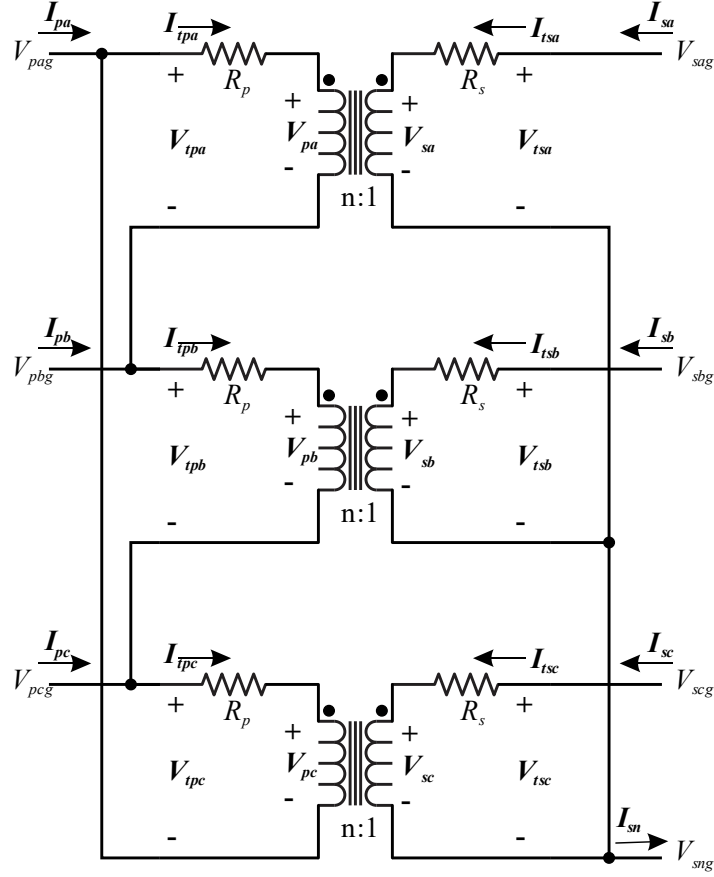 I_pa I_tpa I_tsa I_sa
V_pag R_p R_s V_sag
+ + + +
V_tpa V_pa V_sa V_tsa
- - - -
n:1
I_pb I_tpb I_tsb I_sb
V_pbg R_p R_s V_sbg
+ + + +
V_tpb V_pb V_sb V_tsb
- - - -
n:1
I_pc I_tpc I_tsc I_sc
V_pcg R_p R_s V_scg
+ + + +
V_tpc V_pc V_sc V_tsc
- - - -
n:1 I_sn
V_sng